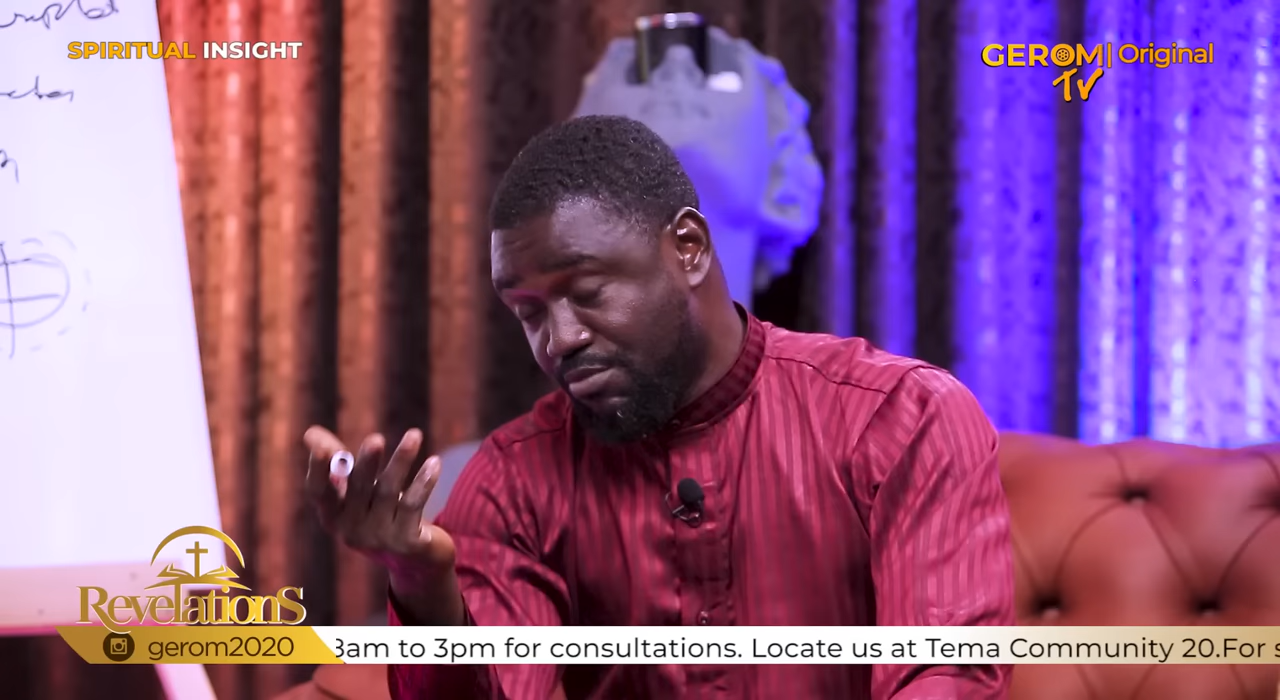 SPIRITUAL INSIGHT
GEROM TV | Original
RevelationS
gerom2020
8am to 3pm for consultations. Locate us at Tema Community 20.For s